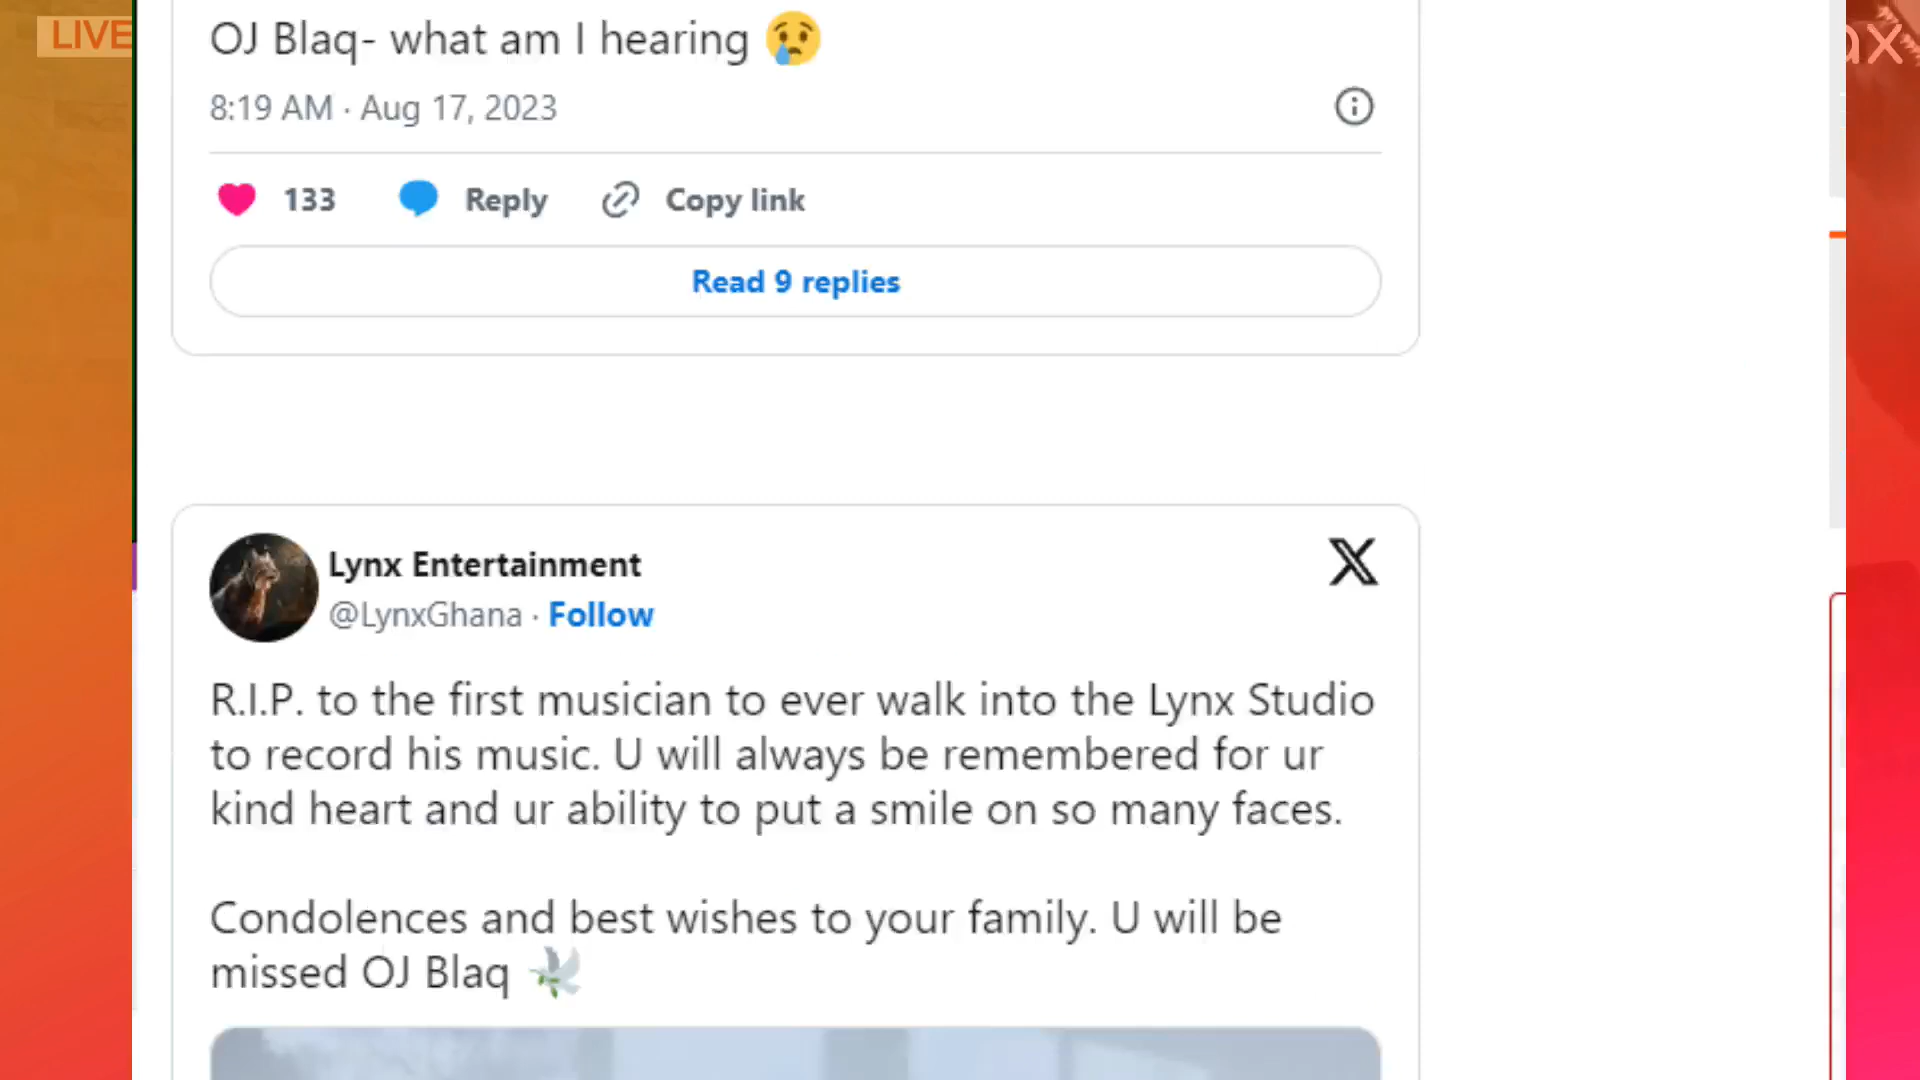 LIVE
OJ Blaq- what am I hearing 😢
8:19 AM · Aug 17, 2023
133 Reply Copy link
Read 9 replies
Lynx Entertainment
@LynxGhana · Follow
R.I.P. to the first musician to ever walk into the Lynx Studio
to record his music. U will always be remembered for ur
kind heart and ur ability to put a smile on so many faces.
Condolences and best wishes to your family. U will be
missed OJ Blaq 🕊